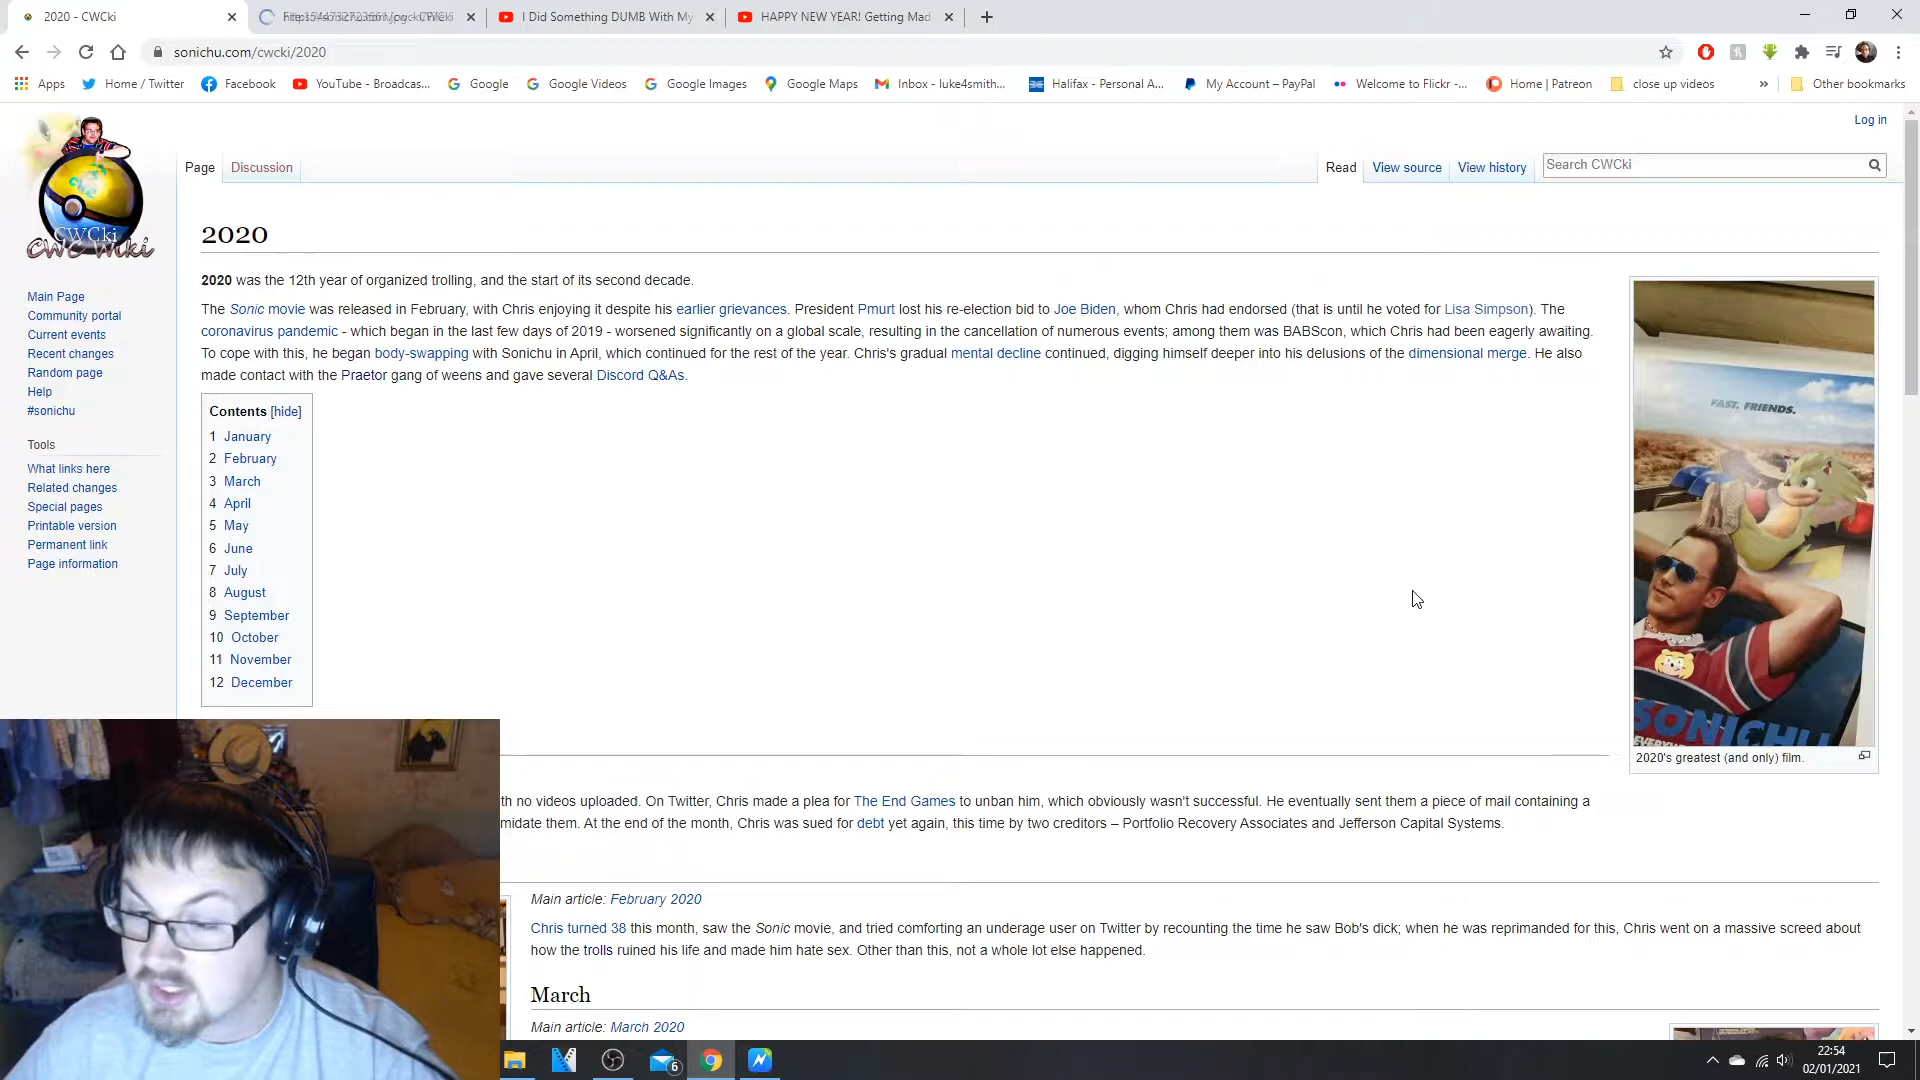 2020 - CWCki
I Did Something DUMB With My
HAPPY NEW YEAR! Getting Mad
sonichu.com/cwcki/2020
Apps
Home / Twitter
Facebook
YouTube - Broadcas...
Google
Google Videos
Google Images
Google Maps
Inbox - luke4smith...
Halifax - Personal A...
My Account – PayPal
Welcome to Flickr -...
Home | Patreon
close up videos
»
Other bookmarks
Log in
Page
Discussion
Read
View source
View history
Search CWCki
CWCki
CWC Wiki
Main Page
Community portal
Current events
Recent changes
Random page
Help
#sonichu
Tools
What links here
Related changes
Special pages
Printable version
Permanent link
Page information
2020
2020 was the 12th year of organized trolling, and the start of its second decade.
The Sonic movie was released in February, with Chris enjoying it despite his earlier grievances. President Pmurt lost his re-election bid to Joe Biden, whom Chris had endorsed (that is until he voted for Lisa Simpson). The
coronavirus pandemic - which began in the last few days of 2019 - worsened significantly on a global scale, resulting in the cancellation of numerous events; among them was BABScon, which Chris had been eagerly awaiting.
To cope with this, he began body-swapping with Sonichu in April, which continued for the rest of the year. Chris's gradual mental decline continued, digging himself deeper into his delusions of the dimensional merge. He also
made contact with the Praetor gang of weens and gave several Discord Q&As.
Contents [hide]
1 January
2 February
3 March
4 April
5 May
6 June
7 July
8 August
9 September
10 October
11 November
12 December
FAST, FRIENDS.
SONICHU
2020's greatest (and only) film.
th no videos uploaded. On Twitter, Chris made a plea for The End Games to unban him, which obviously wasn't successful. He eventually sent them a piece of mail containing a
midate them. At the end of the month, Chris was sued for debt yet again, this time by two creditors – Portfolio Recovery Associates and Jefferson Capital Systems.
Main article: February 2020
Chris turned 38 this month, saw the Sonic movie, and tried comforting an underage user on Twitter by recounting the time he saw Bob's dick; when he was reprimanded for this, Chris went on a massive screed about
how the trolls ruined his life and made him hate sex. Other than this, not a whole lot else happened.
March
Main article: March 2020
6
22:54
02/01/2021